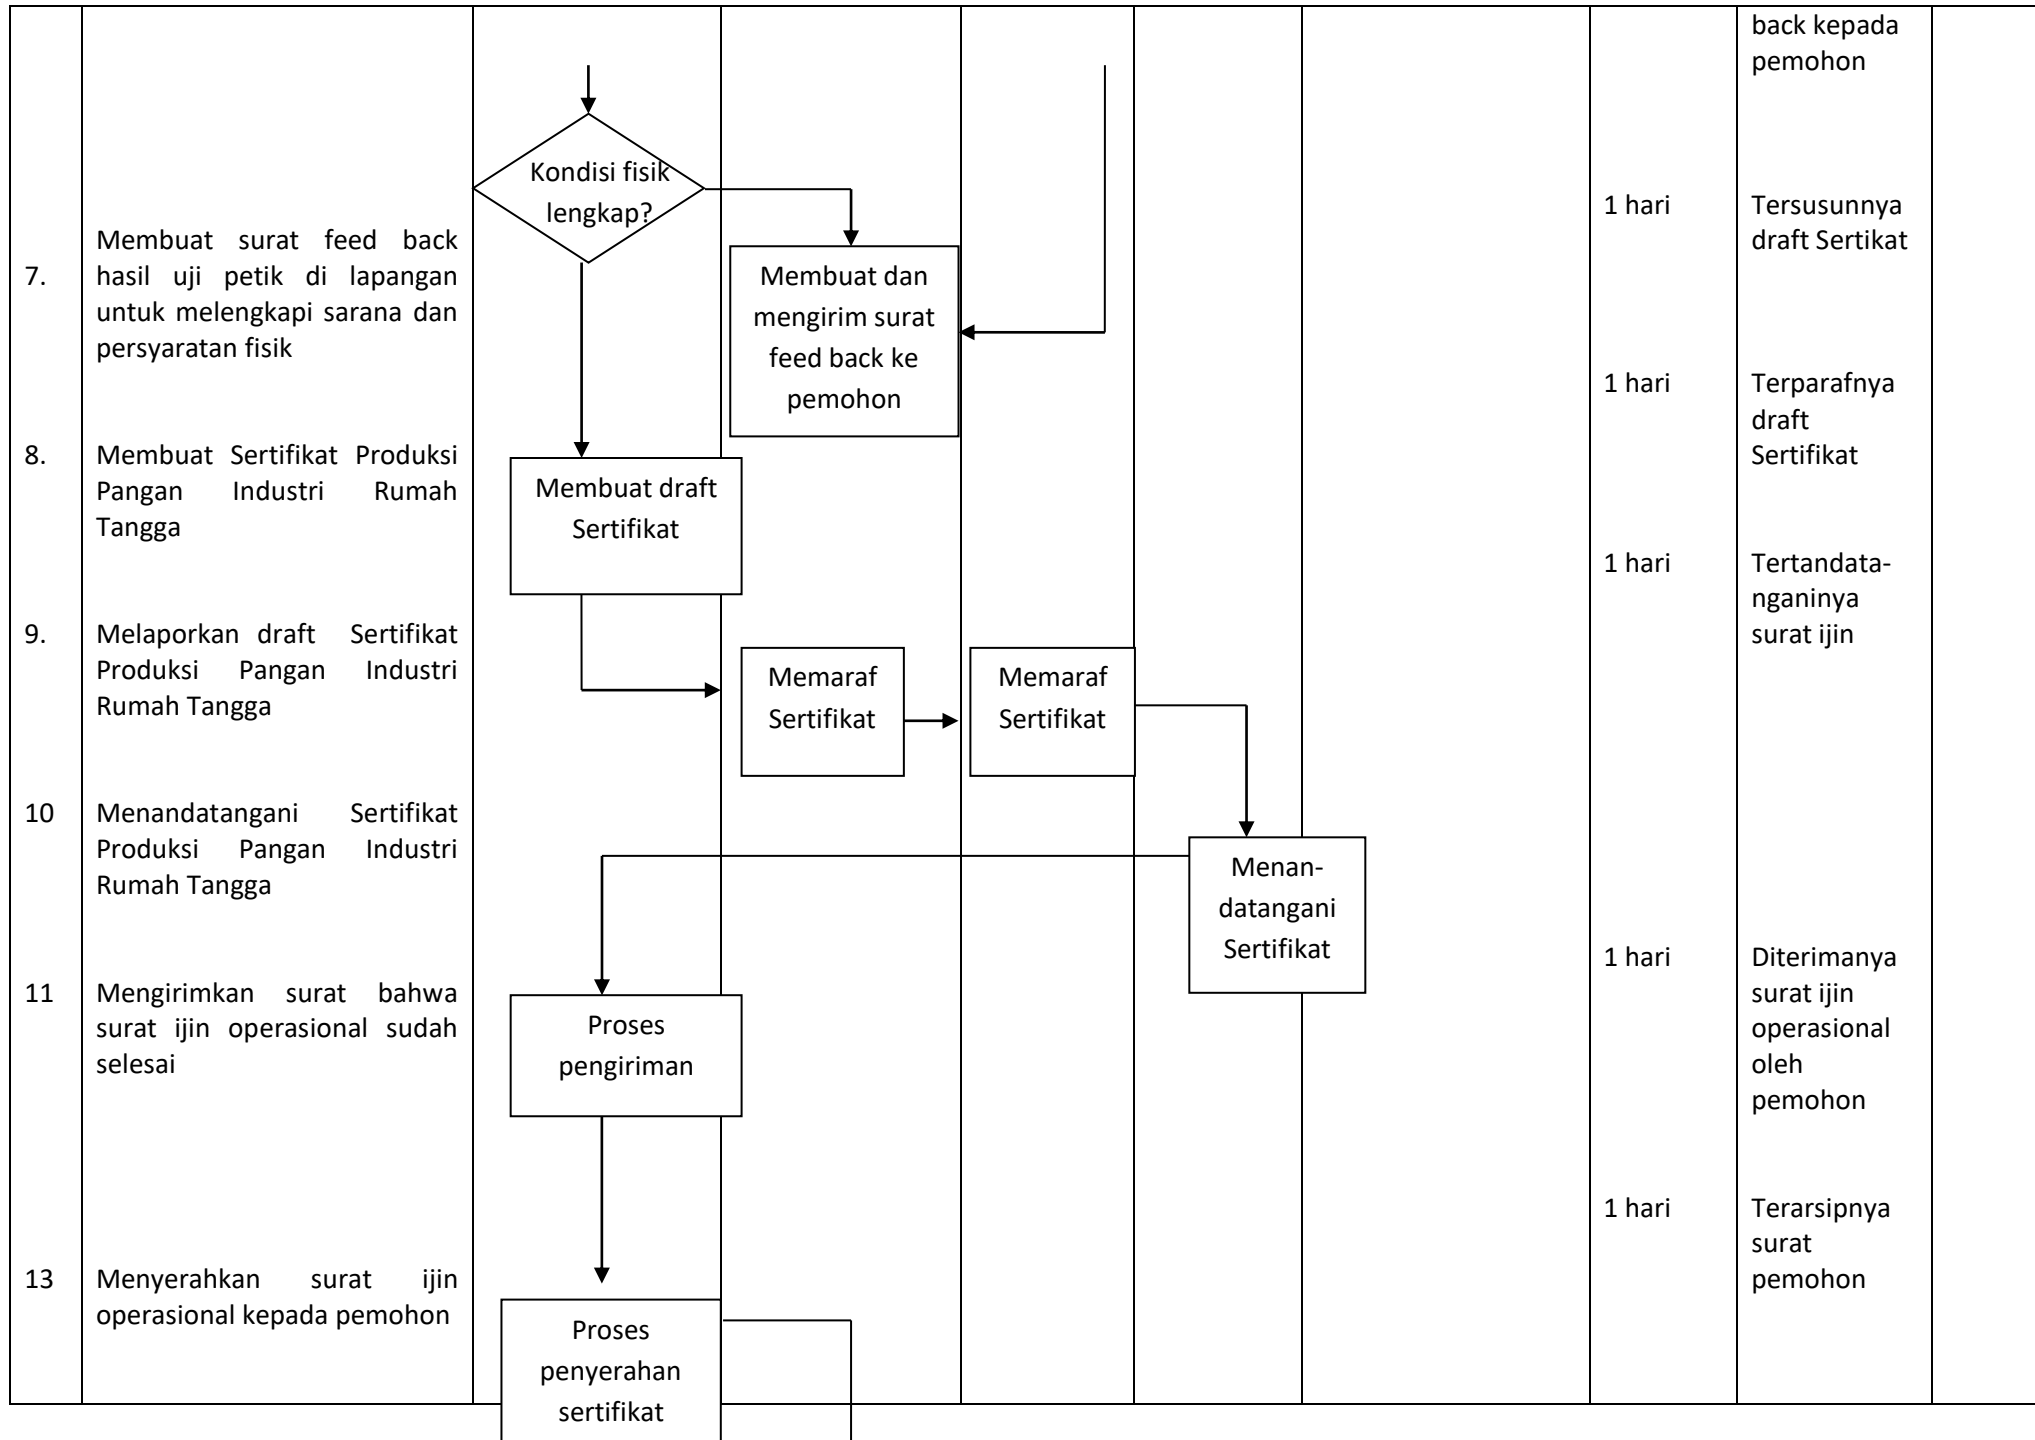 back kepada
pemohon
Kondisi fisik
lengkap?
1 hari
Tersusunnya
draft Sertikat
7.
Membuat surat feed back
hasil uji petik di lapangan
untuk melengkapi sarana dan
persyaratan fisik
Membuat dan
mengirim surat
feed back ke
pemohon
1 hari
Terparafnya
draft
Sertifikat
8.
Membuat Sertifikat Produksi
Pangan Industri Rumah
Tangga
Membuat draft
Sertifikat
1 hari
Tertandata-
nganinya
surat ijin
9.
Melaporkan draft Sertifikat
Produksi Pangan Industri
Rumah Tangga
Memaraf
Sertifikat
Memaraf
Sertifikat
10
Menandatangani Sertifikat
Produksi Pangan Industri
Rumah Tangga
Menan-
datangani
Sertifikat
1 hari
Diterimanya
surat ijin
operasional
oleh
pemohon
11
Mengirimkan surat bahwa
surat ijin operasional sudah
selesai
Proses
pengiriman
1 hari
Terarsipnya
surat
pemohon
13
Menyerahkan surat ijin
operasional kepada pemohon
Proses
penyerahan
sertifikat